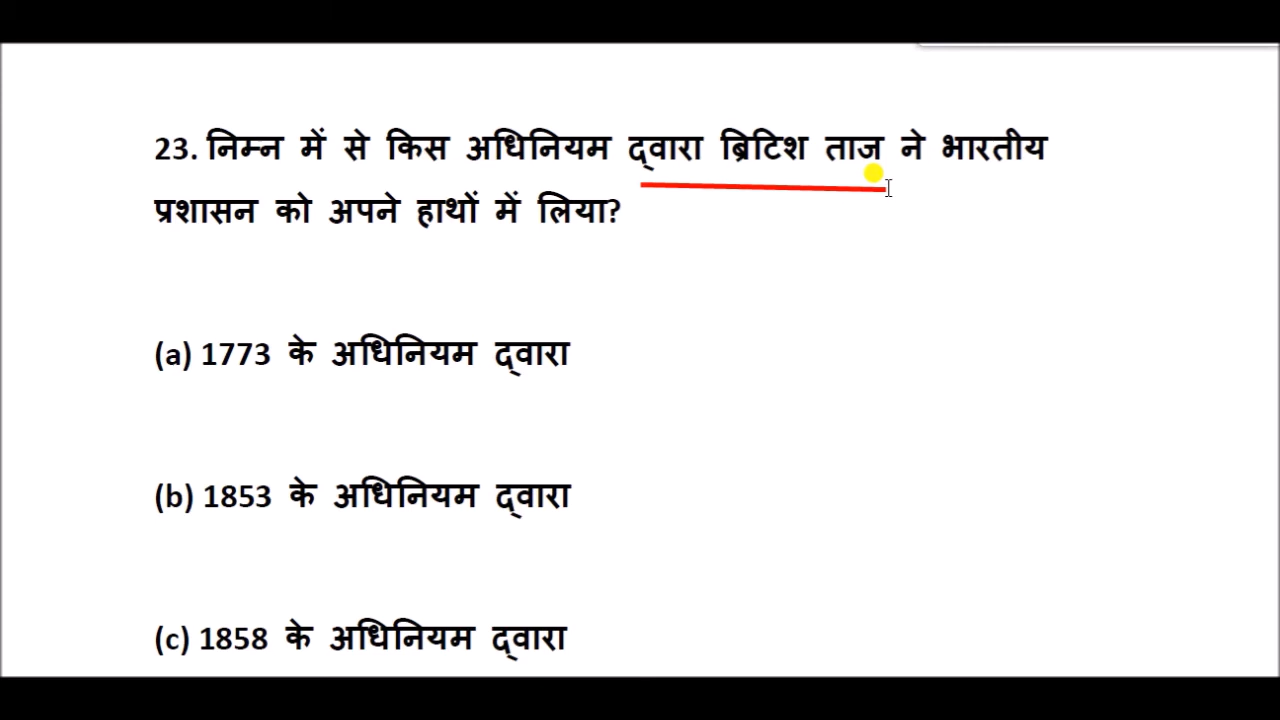 23. निम्न में से किस अधिनियम द्वारा ब्रिटिश ताज ने भारतीय
प्रशासन को अपने हाथों में लिया?
(a) 1773 के अधिनियम द्वारा
(b) 1853 के अधिनियम द्वारा
(c) 1858 के अधिनियम द्वारा